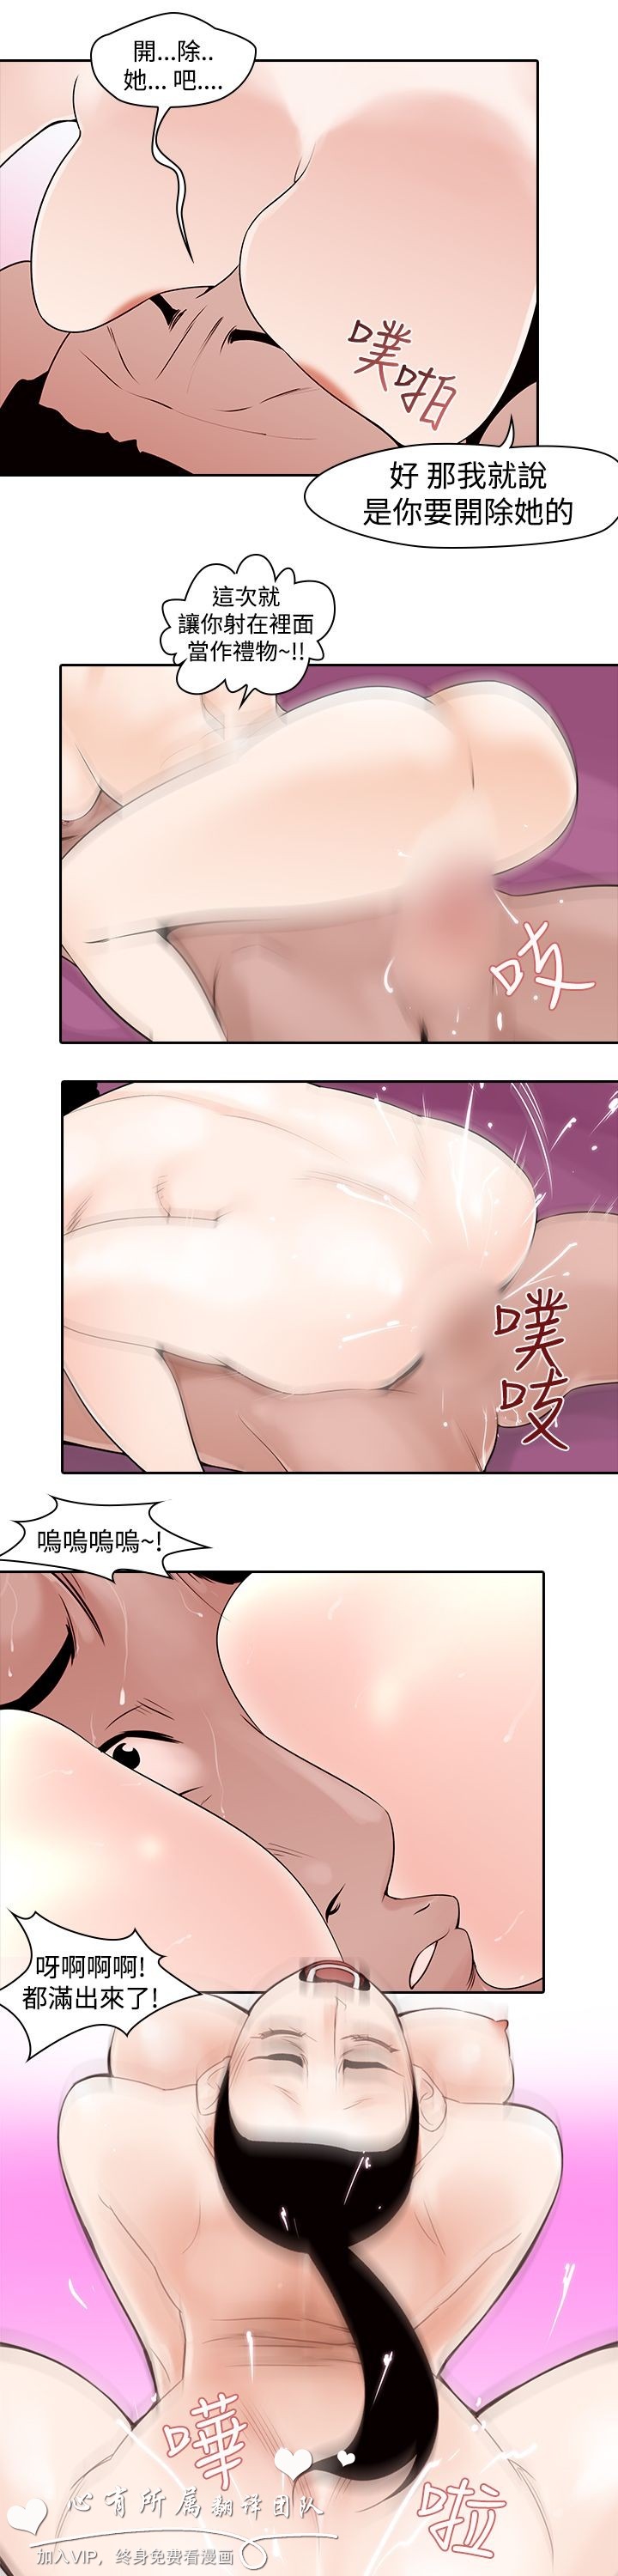 開...除..
她... 吧....
噗啪
好 那我就說
是你要開除她的
這次就
讓你射在裡面
當作禮物~!!
吱
噗
吱
嗚嗚嗚嗚~!
呀啊啊啊!
都滿出來了!
嘩
啦
心有所属翻译团队
加入VIP，终身免费看漫画